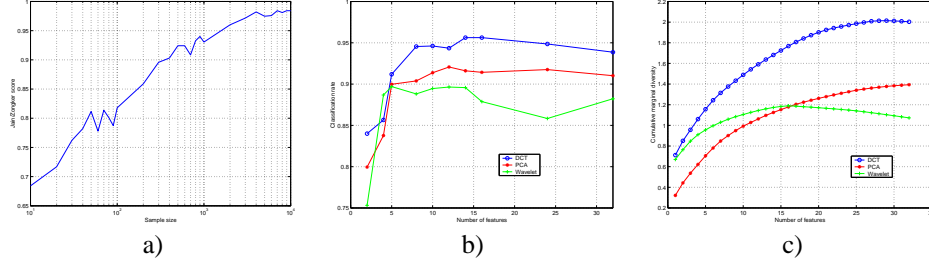 1
0.95
0.9
0.85
0.8
0.75
0.7
0.65
10^1
10^2
10^3
10^4
Jain-Zongker score
Sample size
a)
1
0.95
0.9
0.85
0.8
0.75
0
5
10
15
20
25
30
Classification rate
Number of features
DCT
PCA
Wavelet
b)
2.2
2
1.8
1.6
1.4
1.2
1
0.8
0.6
0.4
0.2
0
5
10
15
20
25
30
35
Cumulative marginal diversity
Number of features
DCT
PCA
Wavelet
c)